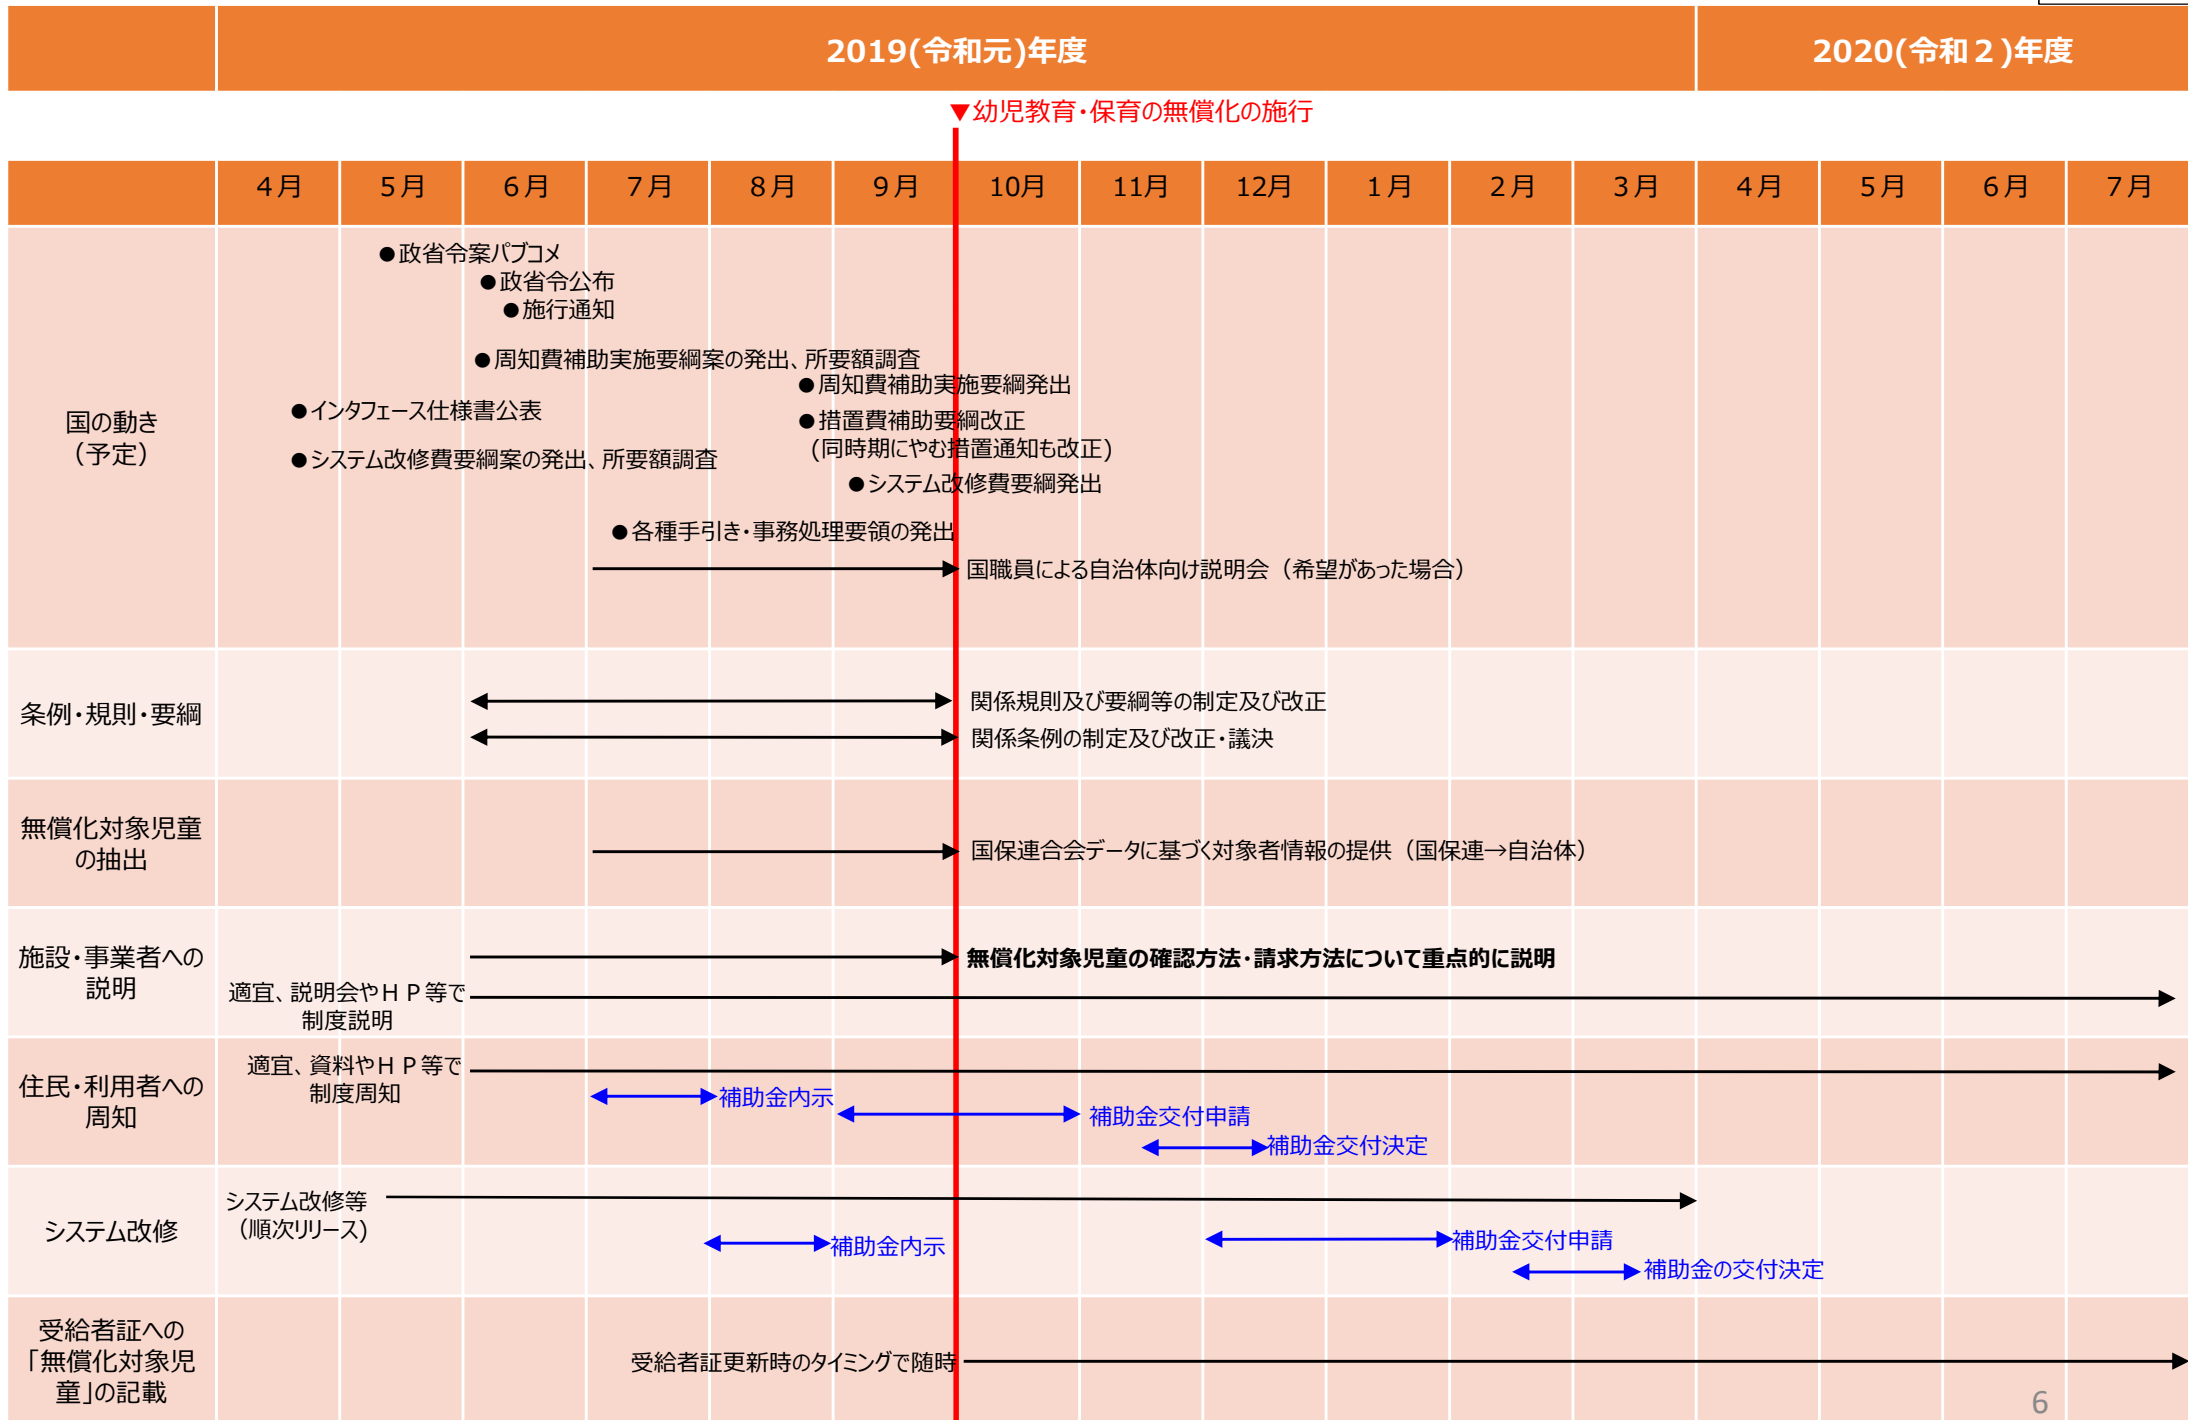 2019(令和元)年度
2020(令和２)年度
▼幼児教育・保育の無償化の施行
４月
５月
６月
７月
８月
９月
10月
11月
12月
１月
２月
３月
４月
５月
６月
７月
国の動き
（予定）
●政省令案パブコメ
●政省令公布
●施行通知
●周知費補助実施要綱案の発出、所要額調査
●周知費補助実施要綱発出
●インタフェース仕様書公表
●措置費補助要綱改正
(同時期にやむ措置通知も改正)
●システム改修費要綱案の発出、所要額調査
●システム改修費要綱発出
●各種手引き・事務処理要領の発出
国職員による自治体向け説明会（希望があった場合）
条例・規則・要綱
関係規則及び要綱等の制定及び改正
関係条例の制定及び改正・議決
無償化対象児童
の抽出
国保連合会データに基づく対象者情報の提供（国保連→自治体）
施設・事業者への
説明
無償化対象児童の確認方法・請求方法について重点的に説明
適宜、説明会やＨＰ等で
制度説明
住民・利用者への
周知
適宜、資料やＨＰ等で
制度周知
補助金内示
補助金交付申請
補助金交付決定
システム改修
システム改修等
（順次リリース)
補助金内示
補助金交付申請
補助金の交付決定
受給者証への
「無償化対象児
童」の記載
受給者証更新時のタイミングで随時
6